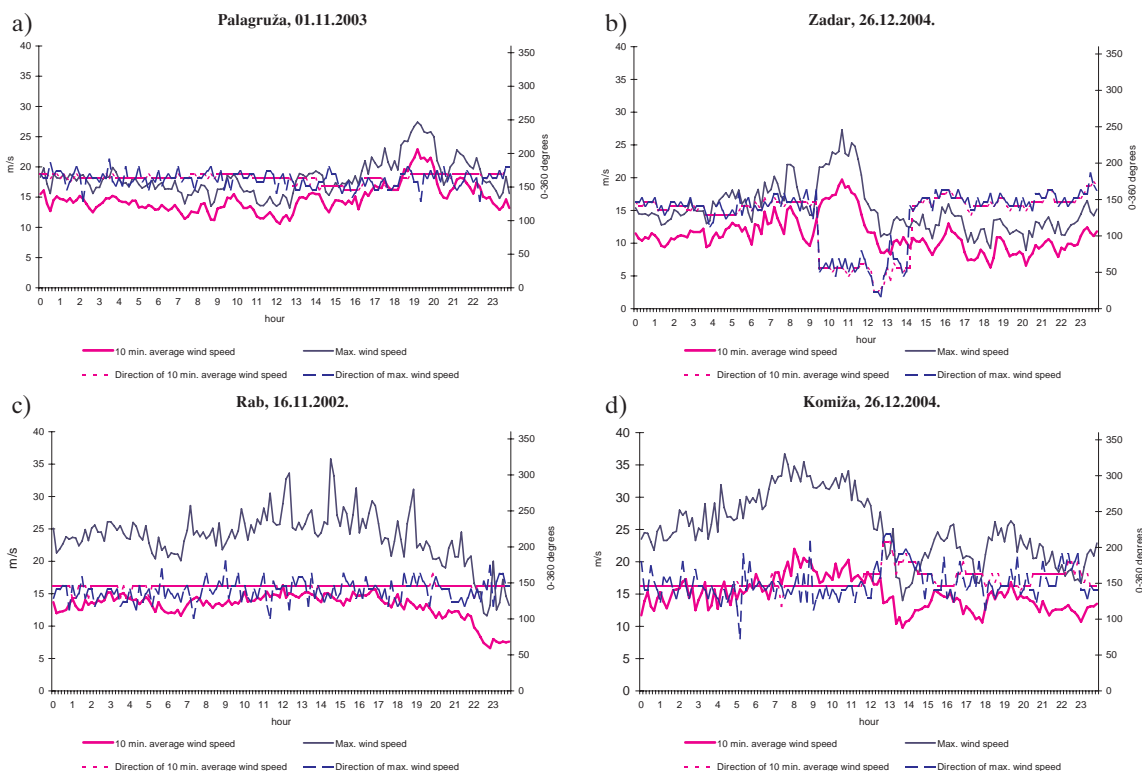 a)
Palagruža, 01.11.2003
40
35
30
25
20
15
10
5
0
m/s
350
300
250
200
150
100
50
0
0-360 degrees
0 1 2 3 4 5 6 7 8 9 10 11 12 13 14 15 16 17 18 19 20 21 22 23
hour
10 min. average wind speed Max. wind speed
Direction of 10 min. average wind speed Direction of max. wind speed
b)
Zadar, 26.12.2004.
40
35
30
25
20
15
10
5
0
m/s
350
300
250
200
150
100
50
0
0-360 degrees
0 1 2 3 4 5 6 7 8 9 10 11 12 13 14 15 16 17 18 19 20 21 22 23
hour
10 min. average wind speed Max. wind speed
Direction of 10 min. average wind speed Direction of max. wind speed
c)
Rab, 16.11.2002.
40
35
30
25
20
15
10
5
0
m/s
350
300
250
200
150
100
50
0
0-360 degrees
0 1 2 3 4 5 6 7 8 9 10 11 12 13 14 15 16 17 18 19 20 21 22 23
hour
10 min. average wind speed Max. wind speed
Direction of 10 min. average wind speed Direction of max. wind speed
d)
Komiža, 26.12.2004.
40
35
30
25
20
15
10
5
0
m/s
350
300
250
200
150
100
50
0
0-360 degrees
0 1 2 3 4 5 6 7 8 9 10 11 12 13 14 15 16 17 18 19 20 21 22 23
hour
10 min. average wind speed Max. wind speed
Direction of 10 min. average wind speed Direction of max. wind speed